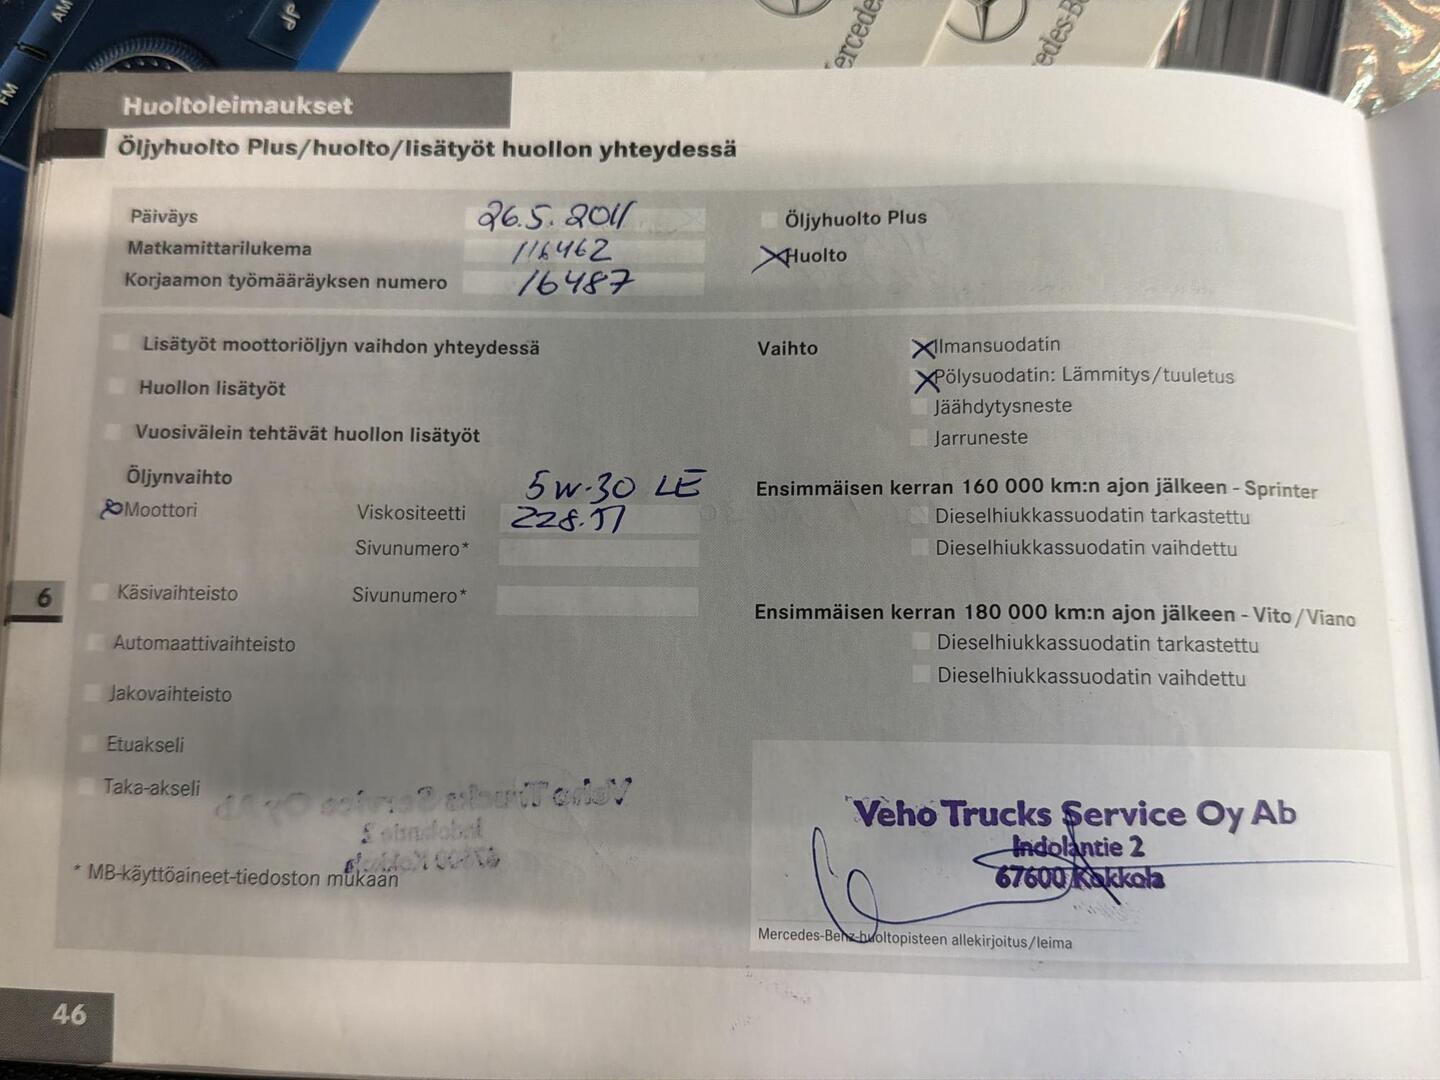 AM
FM
Mercedes
Mercedes-Be
Huoltoleimaukset
Öljyhuolto Plus/huolto/lisätyöt huollon yhteydessä
Päiväys 26.5.2011
Matkamittarilukema 116462
Korjaamon työmääräyksen numero 16487
Öljyhuolto Plus
Huolto
Lisätyöt moottoriöljyn vaihdon yhteydessä
Huollon lisätyöt
Vuosivälein tehtävät huollon lisätyöt
Öljynvaihto 5W-30 LE
Moottori Viskositeetti 228.51
Sivunumero*
Käsivaihteisto Sivunumero*
Automaattivaihteisto
Jakovaihteisto
Etuakseli
Taka-akseli
* MB-käyttöaineet-tiedoston mukaan
Vaihto Ilmansuodatin
Pölysuodatin: Lämmitys/tuuletus
Jäähdytysneste
Jarruneste
Ensimmäisen kerran 160 000 km:n ajon jälkeen - Sprinter
Dieselhiukkassuodatin tarkastettu
Dieselhiukkassuodatin vaihdettu
Ensimmäisen kerran 180 000 km:n ajon jälkeen - Vito/Viano
Dieselhiukkassuodatin tarkastettu
Dieselhiukkassuodatin vaihdettu
Veho Trucks Service Oy Ab
Indolantie 2
67600 Kokkola
Mercedes-Benz-huoltopisteen allekirjoitus/leima
6
46